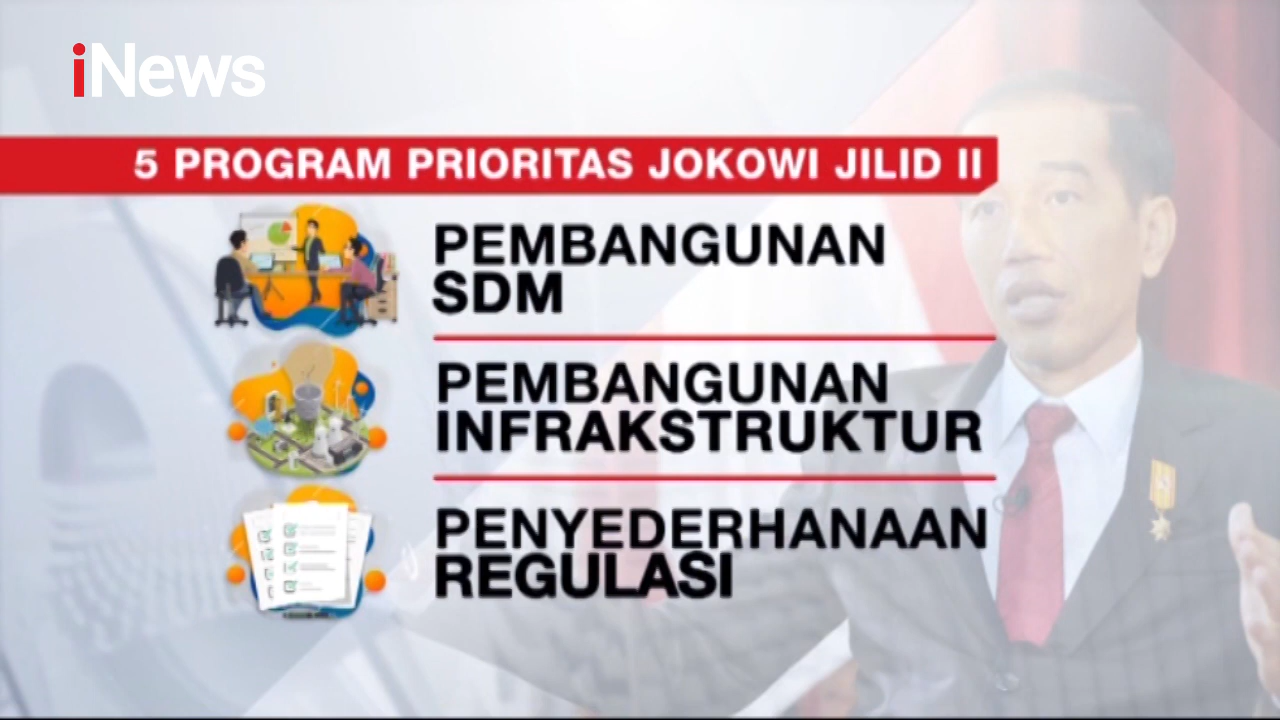 iNews
5 PROGRAM PRIORITAS JOKOWI JILID II
PEMBANGUNAN
SDM
PEMBANGUNAN
INFRAKSTRUKTUR
PENYEDERHANAAN
REGULASI